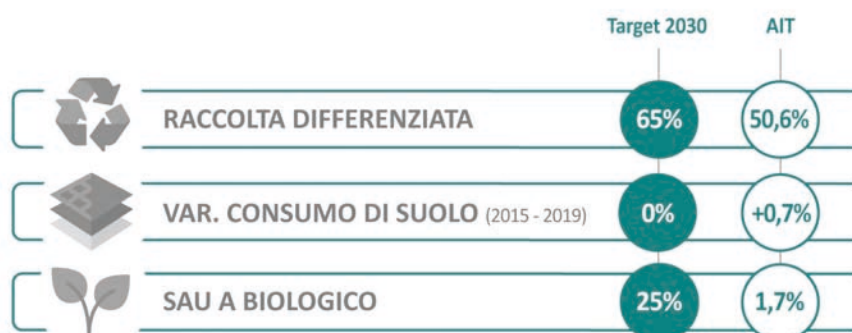 Target 2030 AIT
RACCOLTA DIFFERENZIATA 65% 50,6%
VAR. CONSUMO DI SUOLO (2015 - 2019) 0% +0,7%
SAU A BIOLOGICO 25% 1,7%